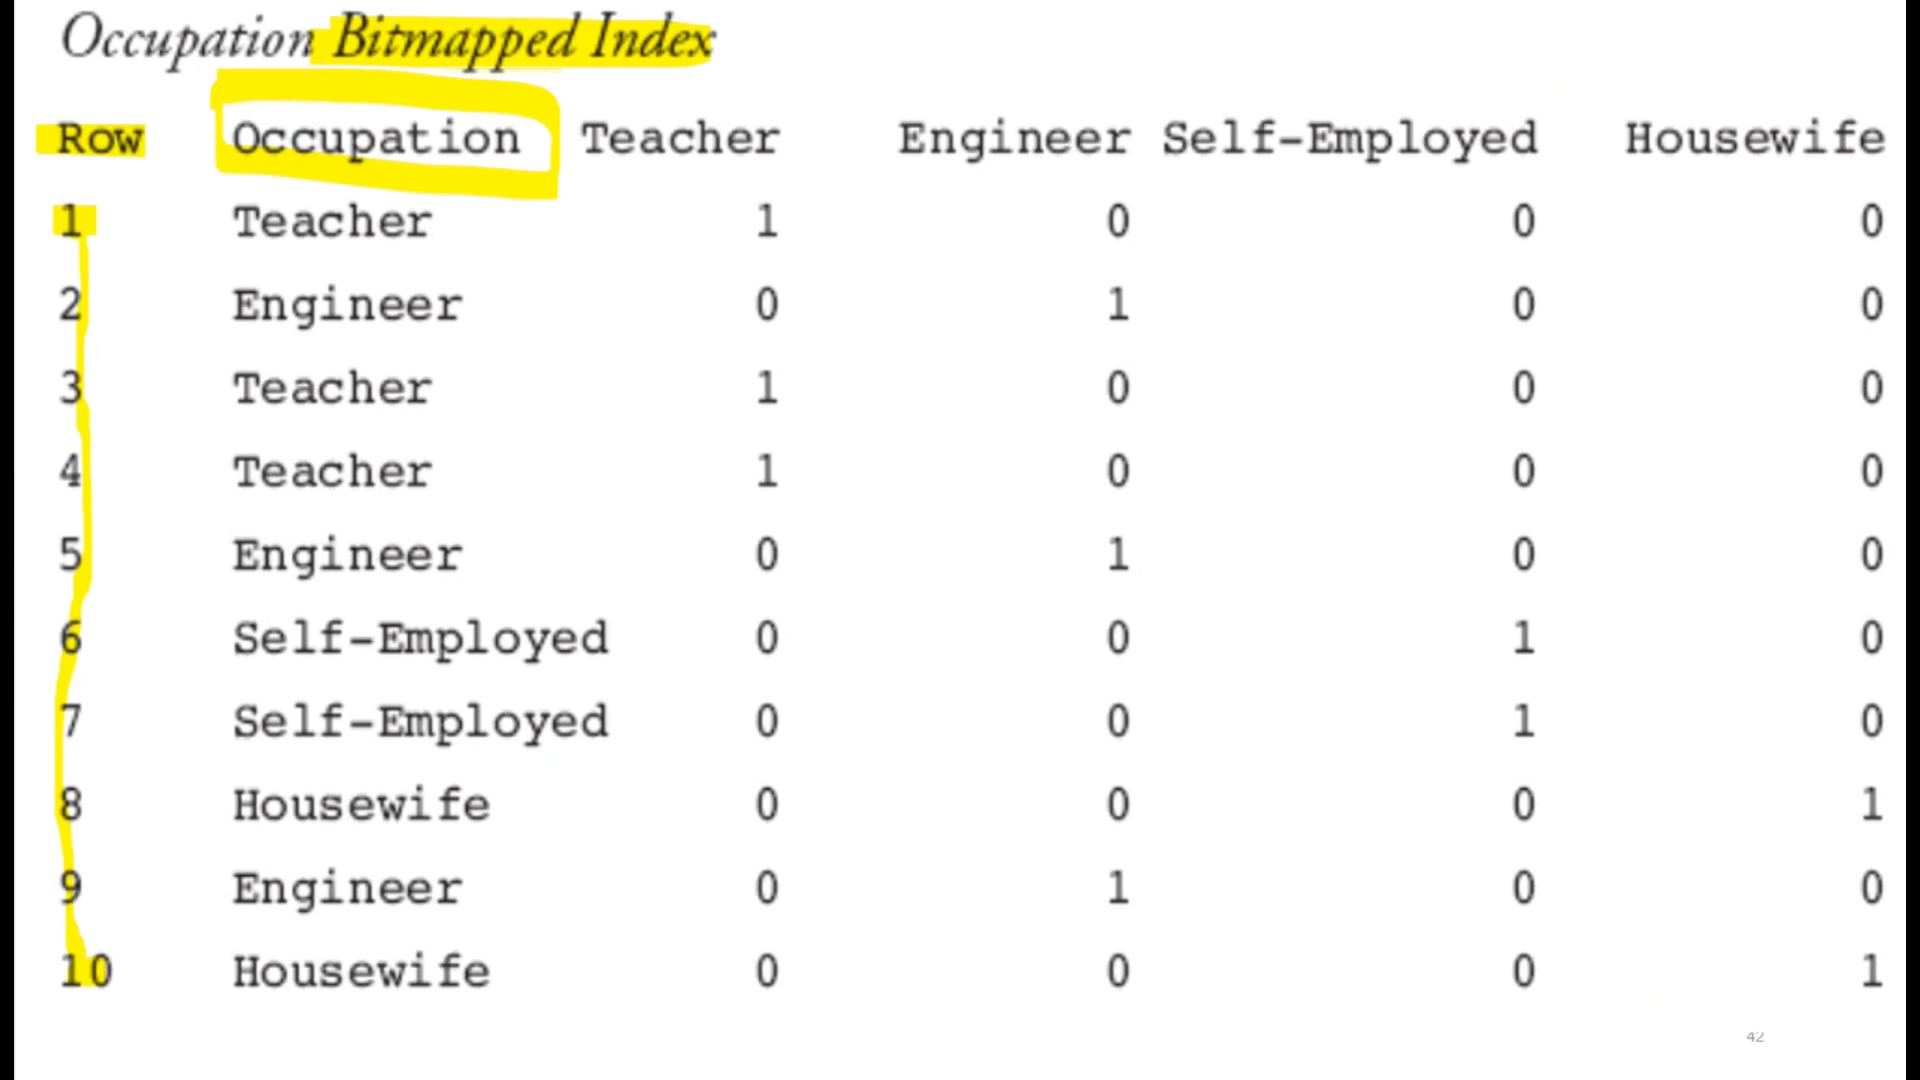 Occupation Bitmapped Index
Row Occupation Teacher Engineer Self-Employed Housewife
1 Teacher 1 0 0 0
2 Engineer 0 1 0 0
3 Teacher 1 0 0 0
4 Teacher 1 0 0 0
5 Engineer 0 1 0 0
6 Self-Employed 0 0 1 0
7 Self-Employed 0 0 1 0
8 Housewife 0 0 0 1
9 Engineer 0 1 0 0
10 Housewife 0 0 0 1
42